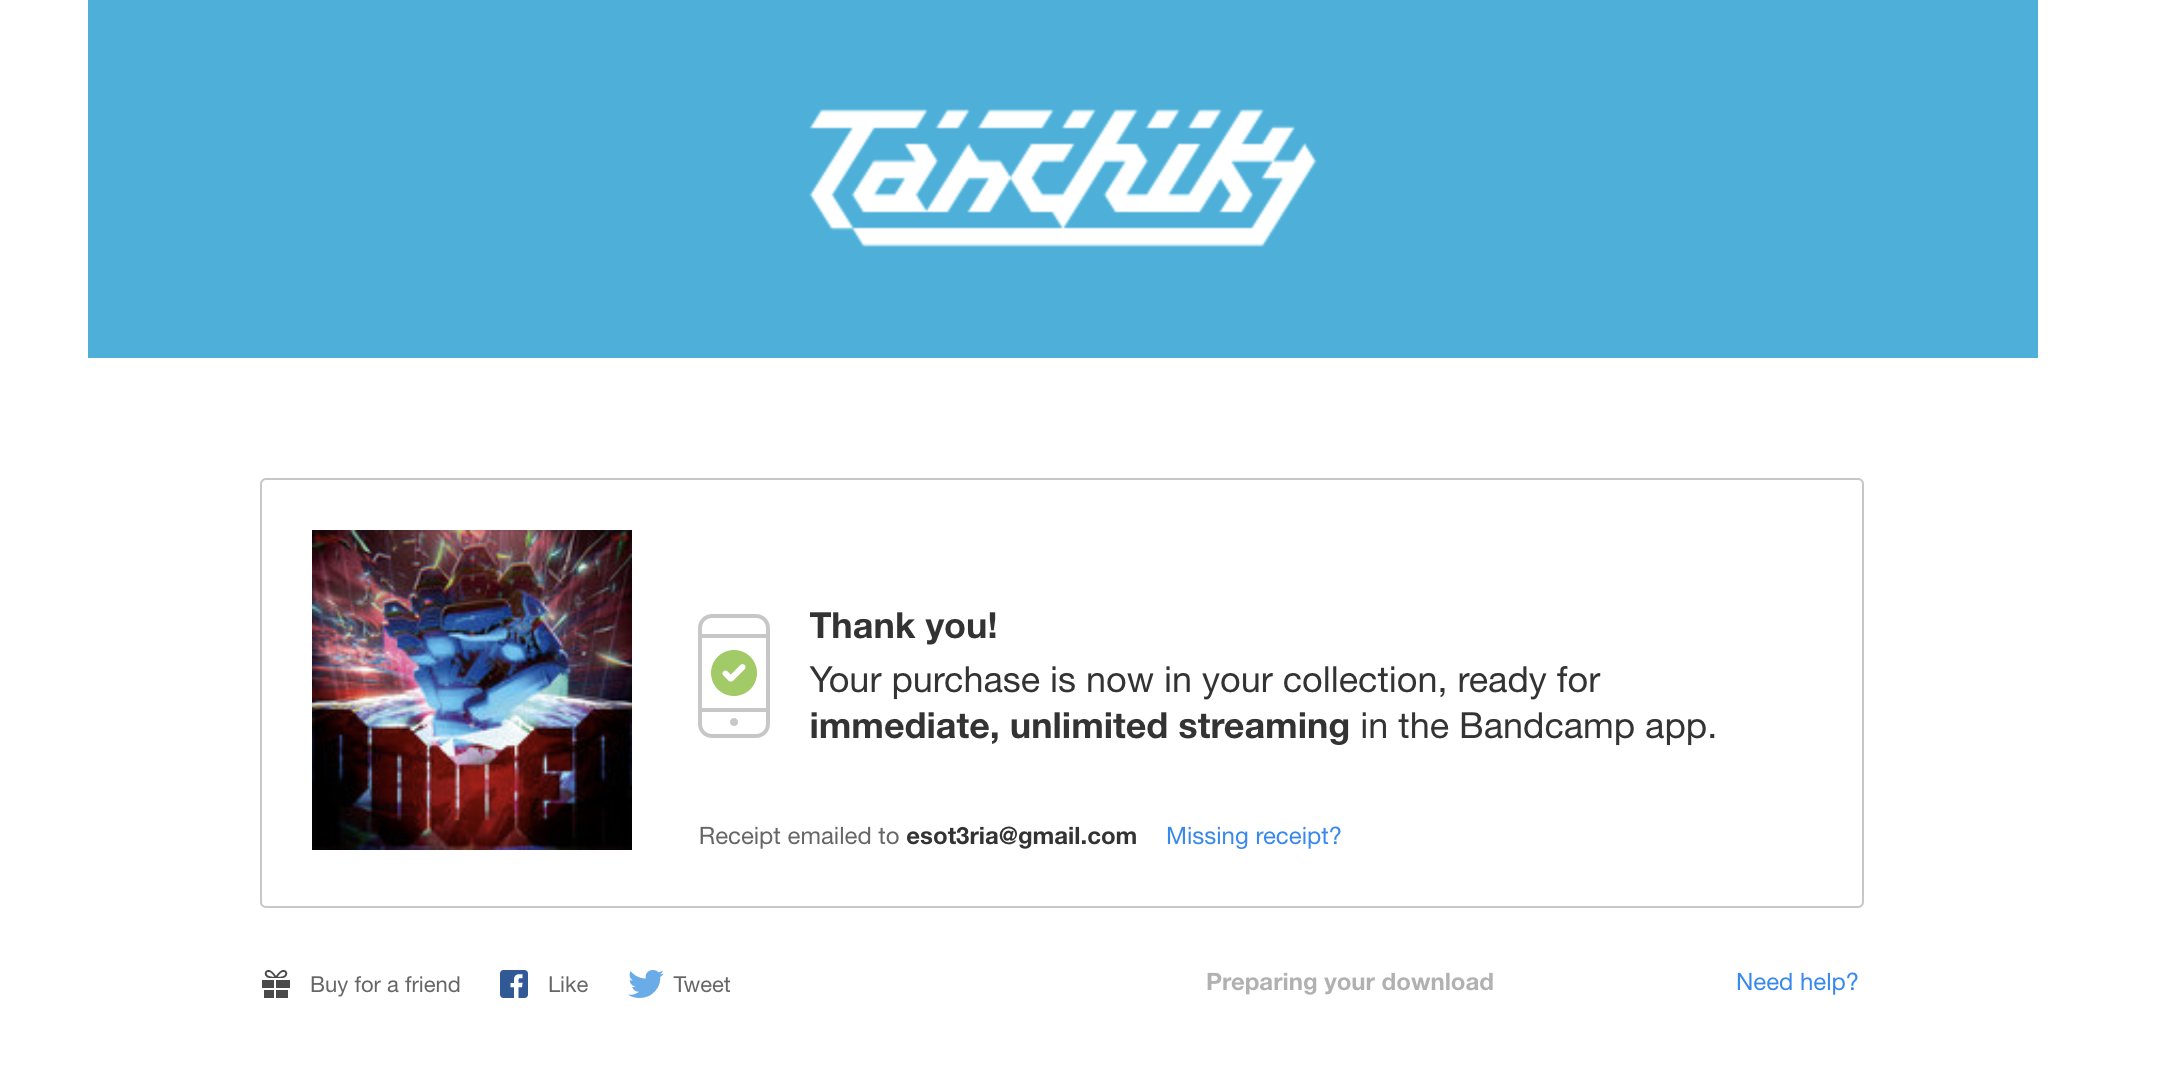 Tanchiky
POWER
Thank you!
Your purchase is now in your collection, ready for
immediate, unlimited streaming in the Bandcamp app.
Receipt emailed to esot3ria@gmail.com Missing receipt?
Buy for a friend Like Tweet Preparing your download Need help?